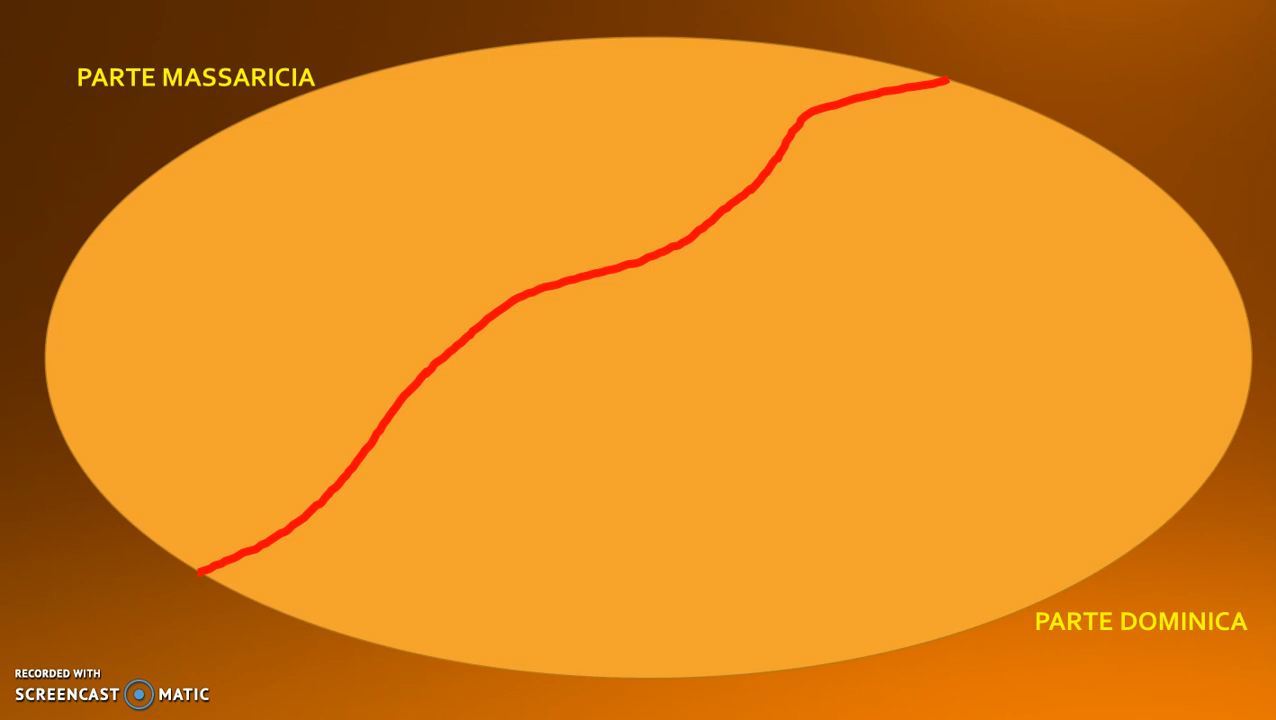 PARTE MASSARICIA
PARTE DOMINICA
RECORDED WITH
SCREENCAST MATIC